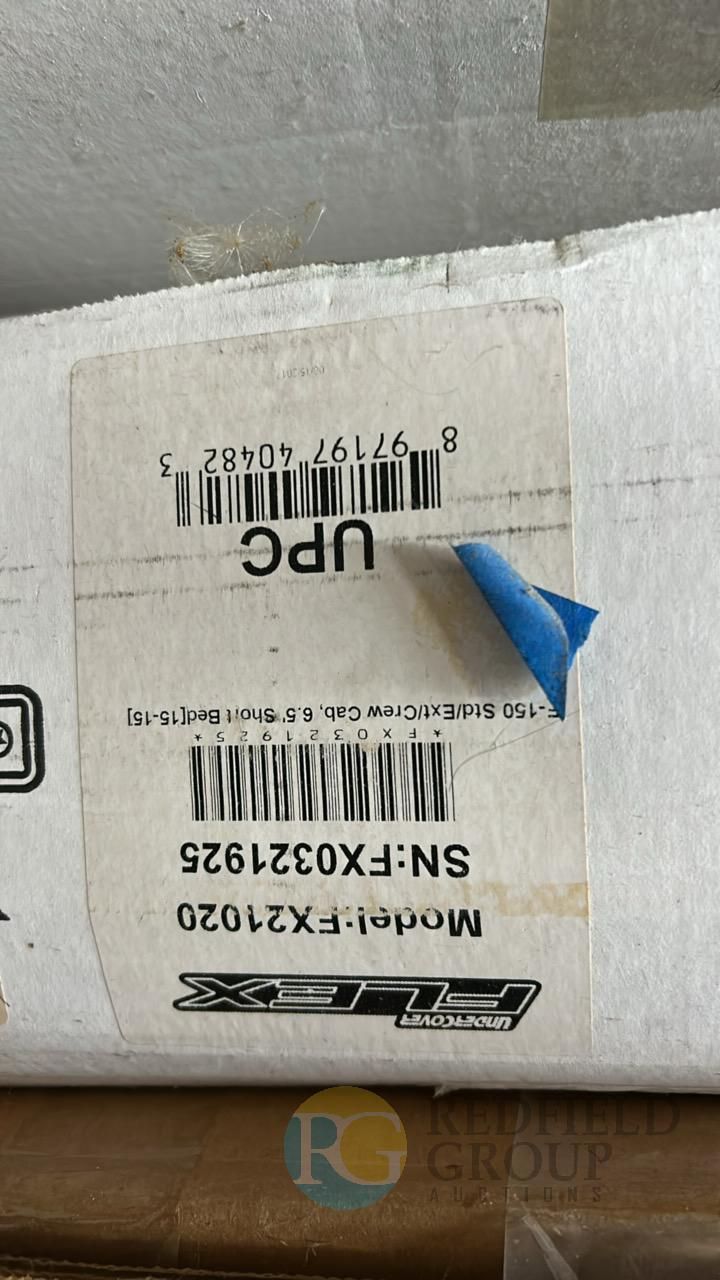 UNDERCOVER
FLEX
Model:FX21020
SN:FX0321925
*FX0321925*
F-150 Std/Ext/Crew Cab, 6.5' Short Bed[15-15]
UPC
8 97197 40482 3
RG
REDFIELD
GROUP
AUCTIONS